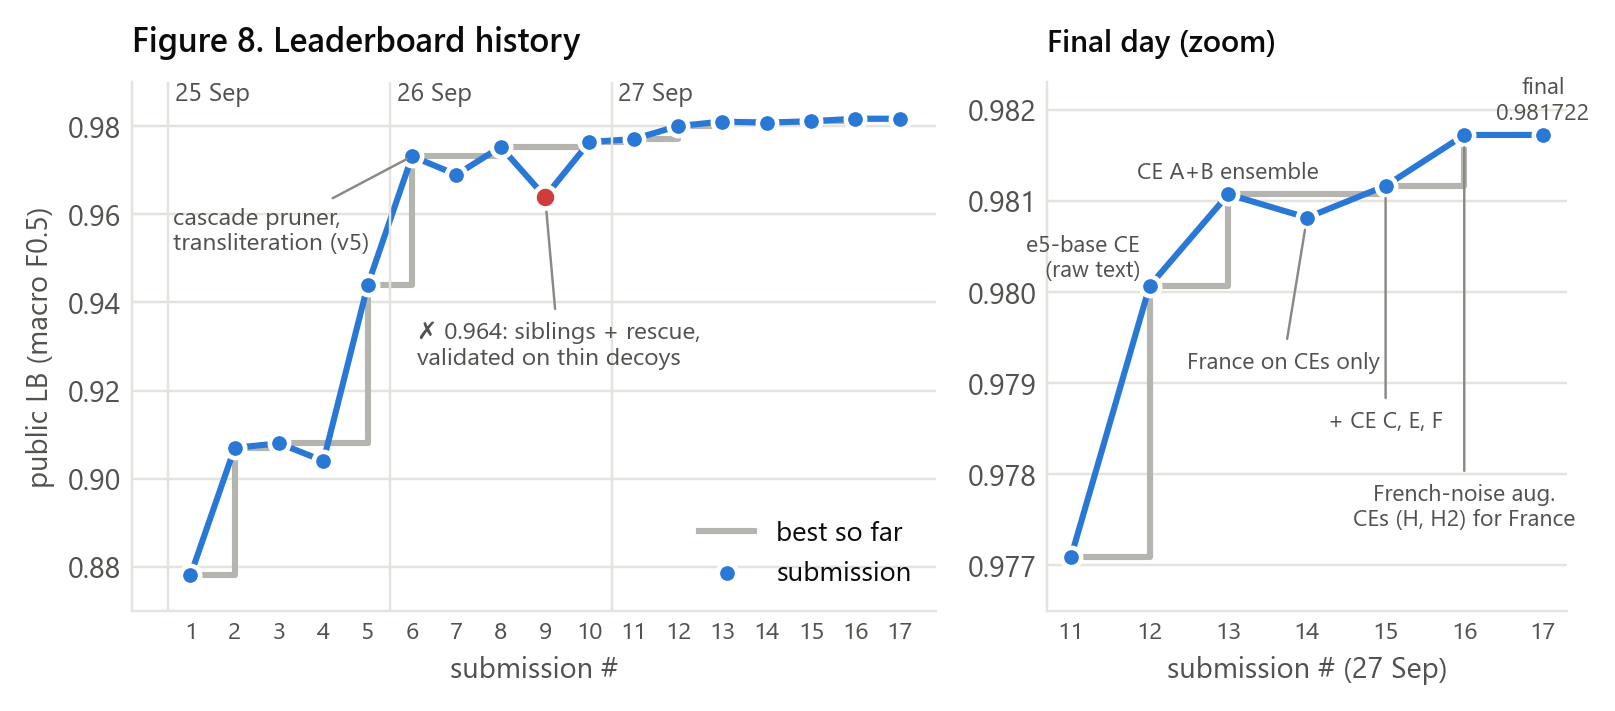 Figure 8. Leaderboard history
25 Sep
26 Sep
27 Sep
0.98
0.96
0.94
0.92
0.90
0.88
public LB (macro F0.5)
cascade pruner,
transliteration (v5)
✗ 0.964: siblings + rescue,
validated on thin decoys
best so far
submission
1 2 3 4 5 6 7 8 9 10 11 12 13 14 15 16 17
submission #
Final day (zoom)
final
0.981722
0.982
0.981
0.980
0.979
0.978
0.977
CE A+B ensemble
e5-base CE
(raw text)
France on CEs only
+ CE C, E, F
French-noise aug.
CEs (H, H2) for France
11 12 13 14 15 16 17
submission # (27 Sep)